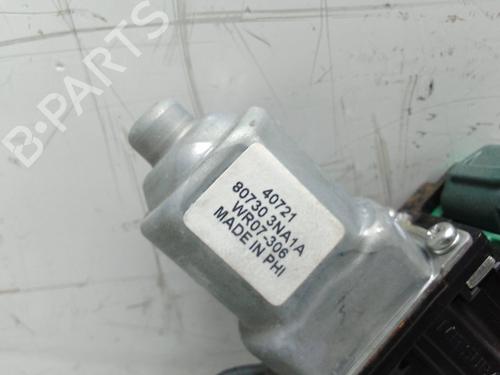 B-PARTS
40721
80730 3NA1A
WR07-306
MADE IN PHI